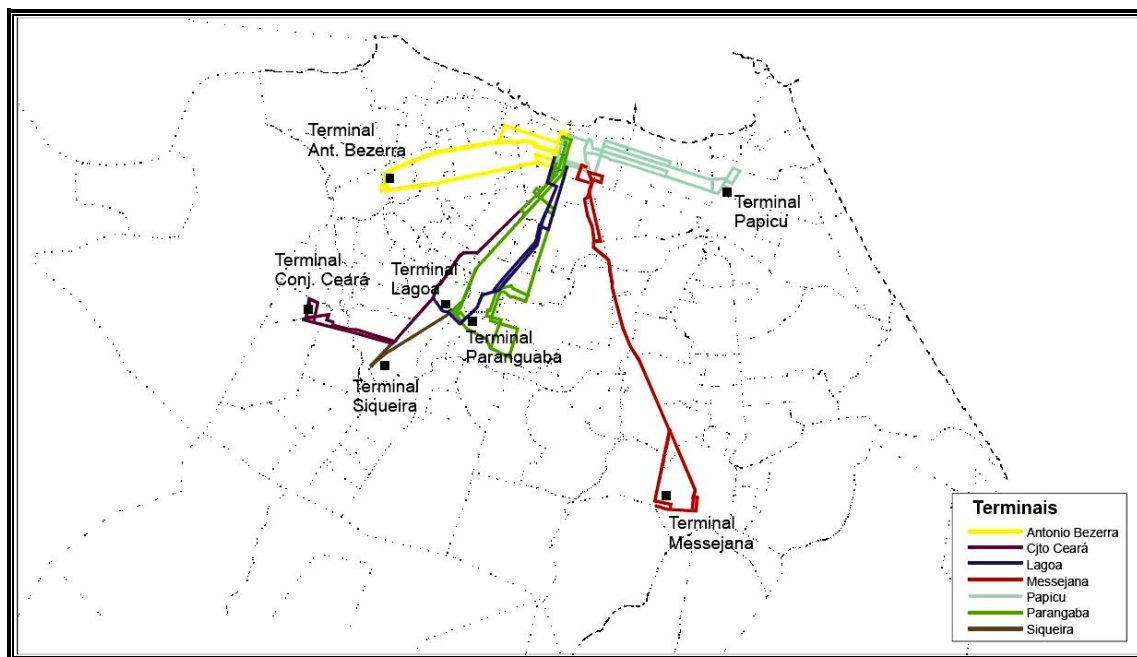 Terminal
Ant. Bezerra
Terminal
Papicu
Terminal
Conj. Ceará
Terminal
Lagoa
Terminal
Paranguaba
Terminal
Siqueira
Terminal
Messejana
Terminais
Antonio Bezerra
Cjto Ceará
Lagoa
Messejana
Papicu
Parangaba
Siqueira